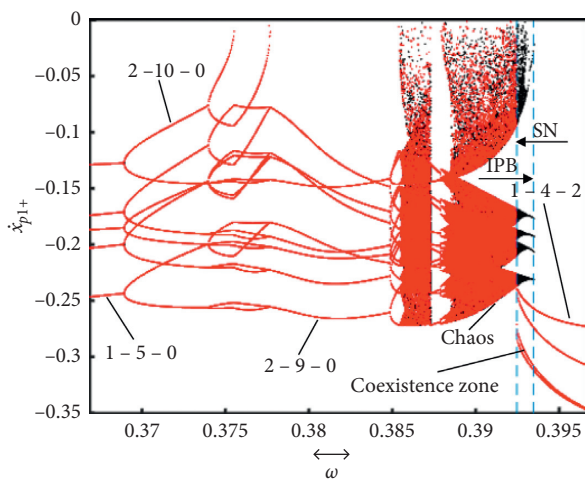 0
−0.05
−0.1
−0.15
−0.2
−0.25
−0.3
−0.35
ẋp1+
2 −10 − 0
SN
IPB
1 − 4 − 2
Chaos
Coexistence zone
1 − 5 − 0
2 − 9 − 0
0.37 0.375 0.38 0.385 0.39 0.395
ω